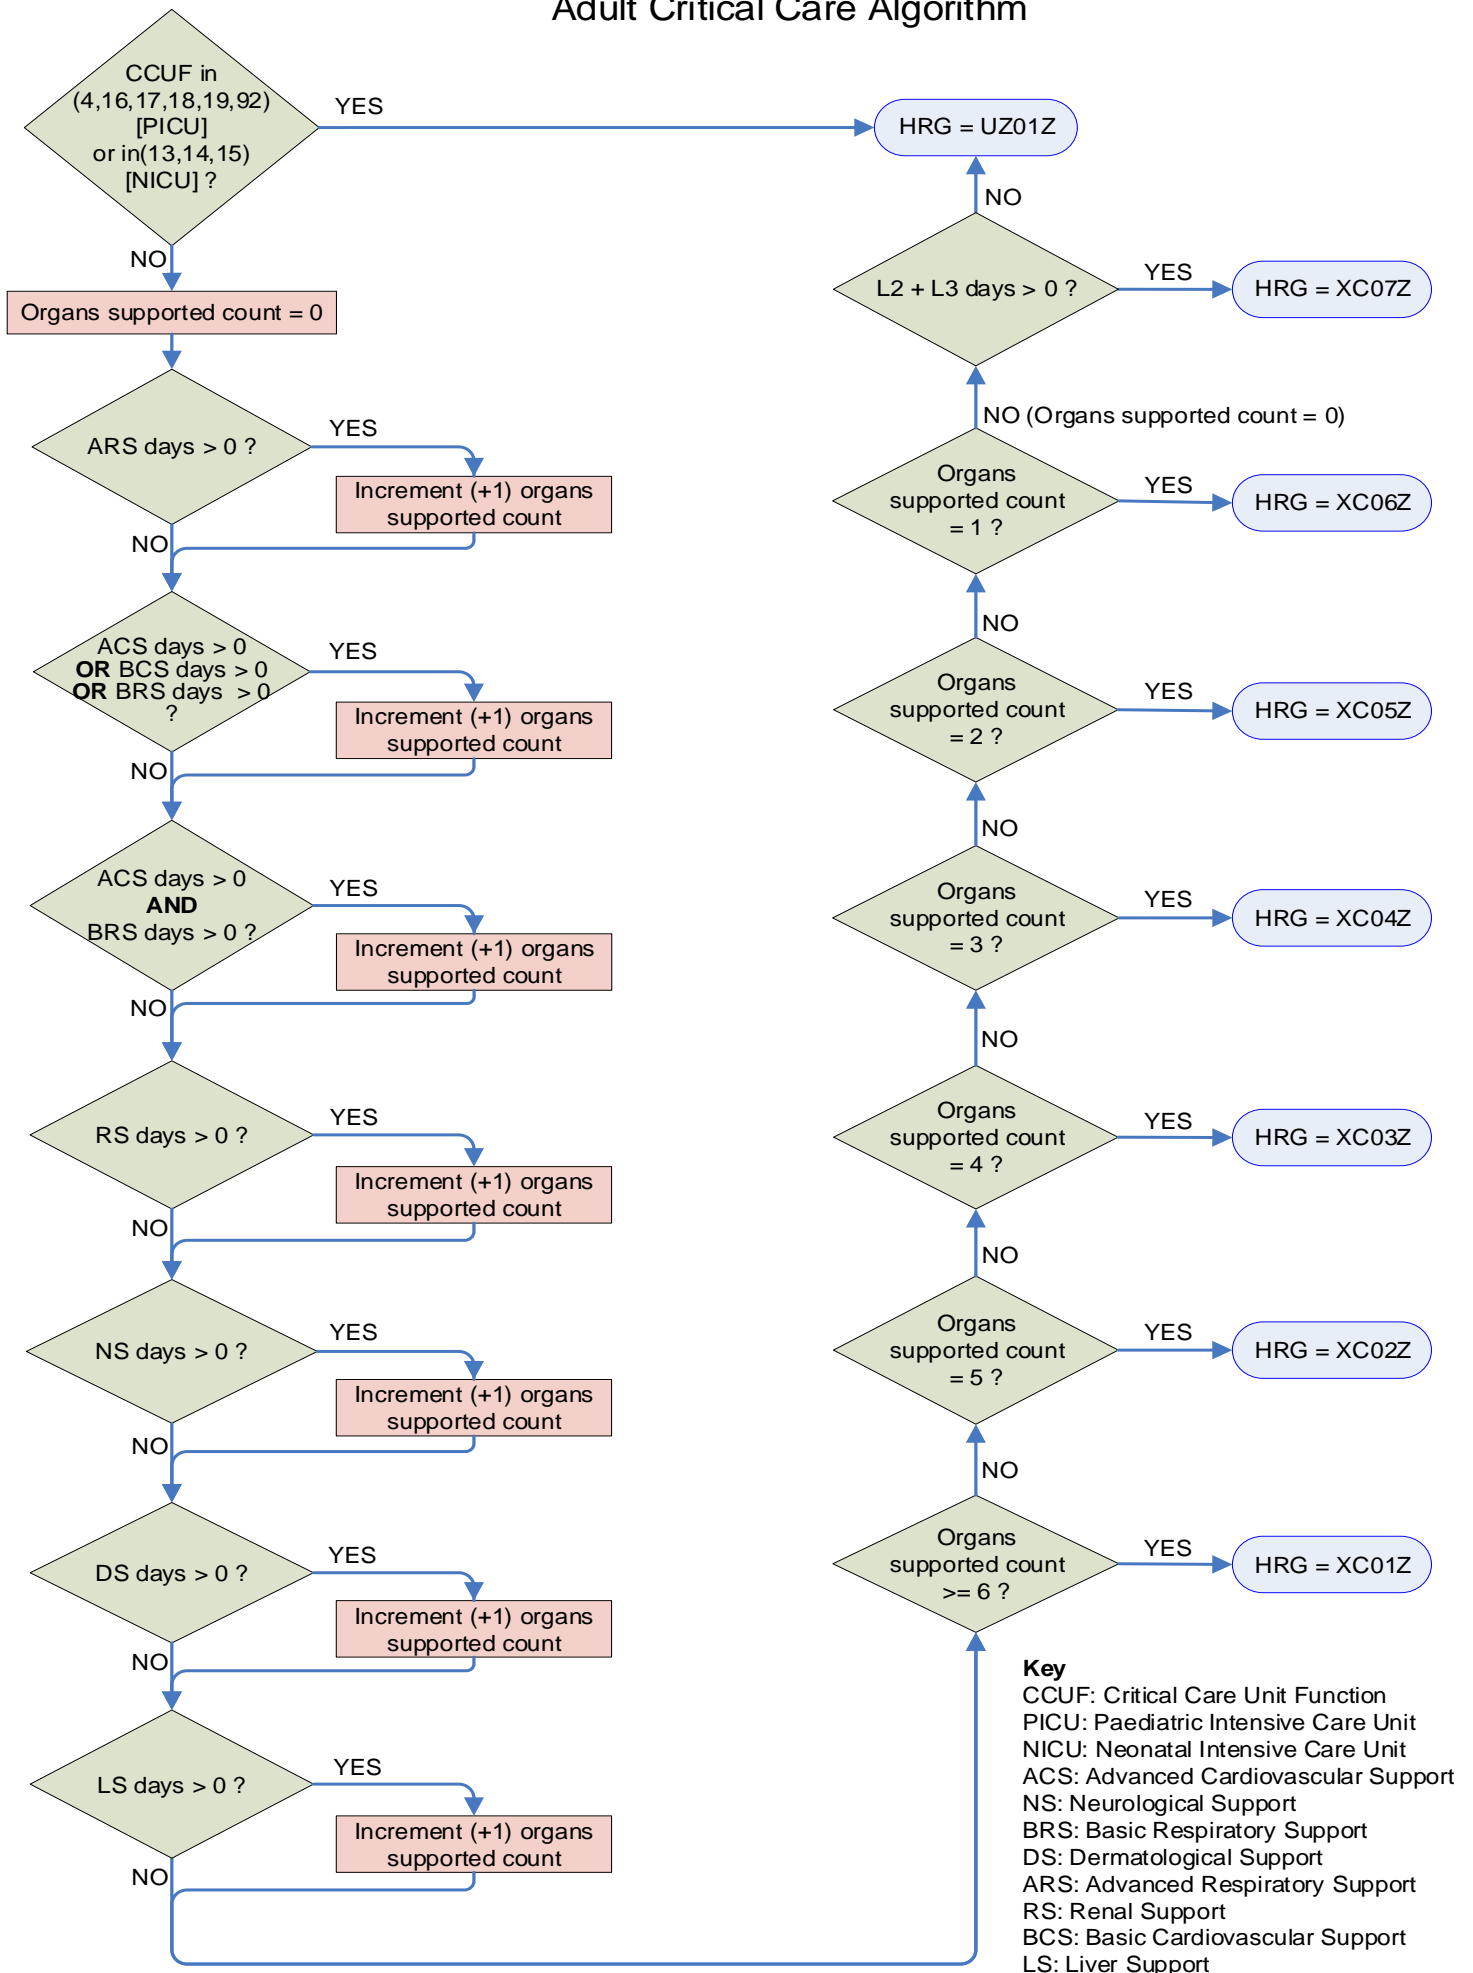 Adult Critical Care Algorithm
CCUF in
(4,16,17,18,19,92)
[PICU]
or in(13,14,15)
[NICU] ?
YES
NO
Organs supported count = 0
ARS days > 0 ?
YES
Increment (+1) organs
supported count
NO
ACS days > 0
OR BCS days > 0
OR BRS days > 0
?
YES
Increment (+1) organs
supported count
NO
ACS days > 0
AND
BRS days > 0 ?
YES
Increment (+1) organs
supported count
NO
RS days > 0 ?
YES
Increment (+1) organs
supported count
NO
NS days > 0 ?
YES
Increment (+1) organs
supported count
NO
DS days > 0 ?
YES
Increment (+1) organs
supported count
NO
LS days > 0 ?
YES
Increment (+1) organs
supported count
NO
HRG = UZ01Z
NO
L2 + L3 days > 0 ?
YES
HRG = XC07Z
NO (Organs supported count = 0)
Organs
supported count
= 1 ?
YES
HRG = XC06Z
NO
Organs
supported count
= 2 ?
YES
HRG = XC05Z
NO
Organs
supported count
= 3 ?
YES
HRG = XC04Z
NO
Organs
supported count
= 4 ?
YES
HRG = XC03Z
NO
Organs
supported count
= 5 ?
YES
HRG = XC02Z
NO
Organs
supported count
>= 6 ?
YES
HRG = XC01Z
Key
CCUF: Critical Care Unit Function
PICU: Paediatric Intensive Care Unit
NICU: Neonatal Intensive Care Unit
ACS: Advanced Cardiovascular Support
NS: Neurological Support
BRS: Basic Respiratory Support
DS: Dermatological Support
ARS: Advanced Respiratory Support
RS: Renal Support
BCS: Basic Cardiovascular Support
LS: Liver Support